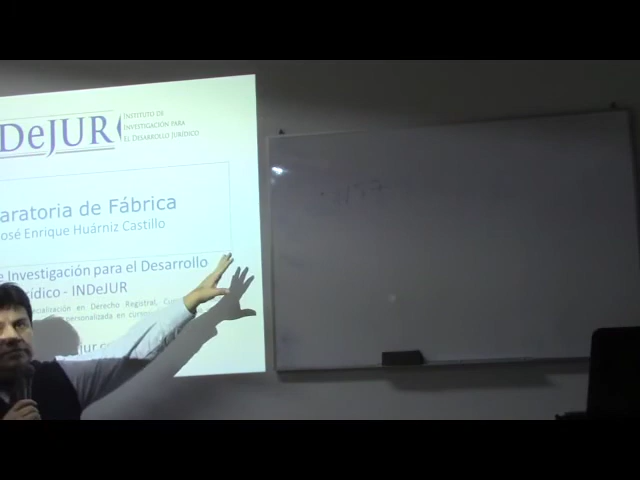 DeJUR
INSTITUTO DE
INVESTIGACIÓN PARA
EL DESARROLLO JURÍDICO
aratoria de Fábrica
osé Enrique Huárniz Castillo
e Investigación para el Desarrollo
rídico - INDeJUR
ecialización en Derecho Registral,
personalizada en
jur.c